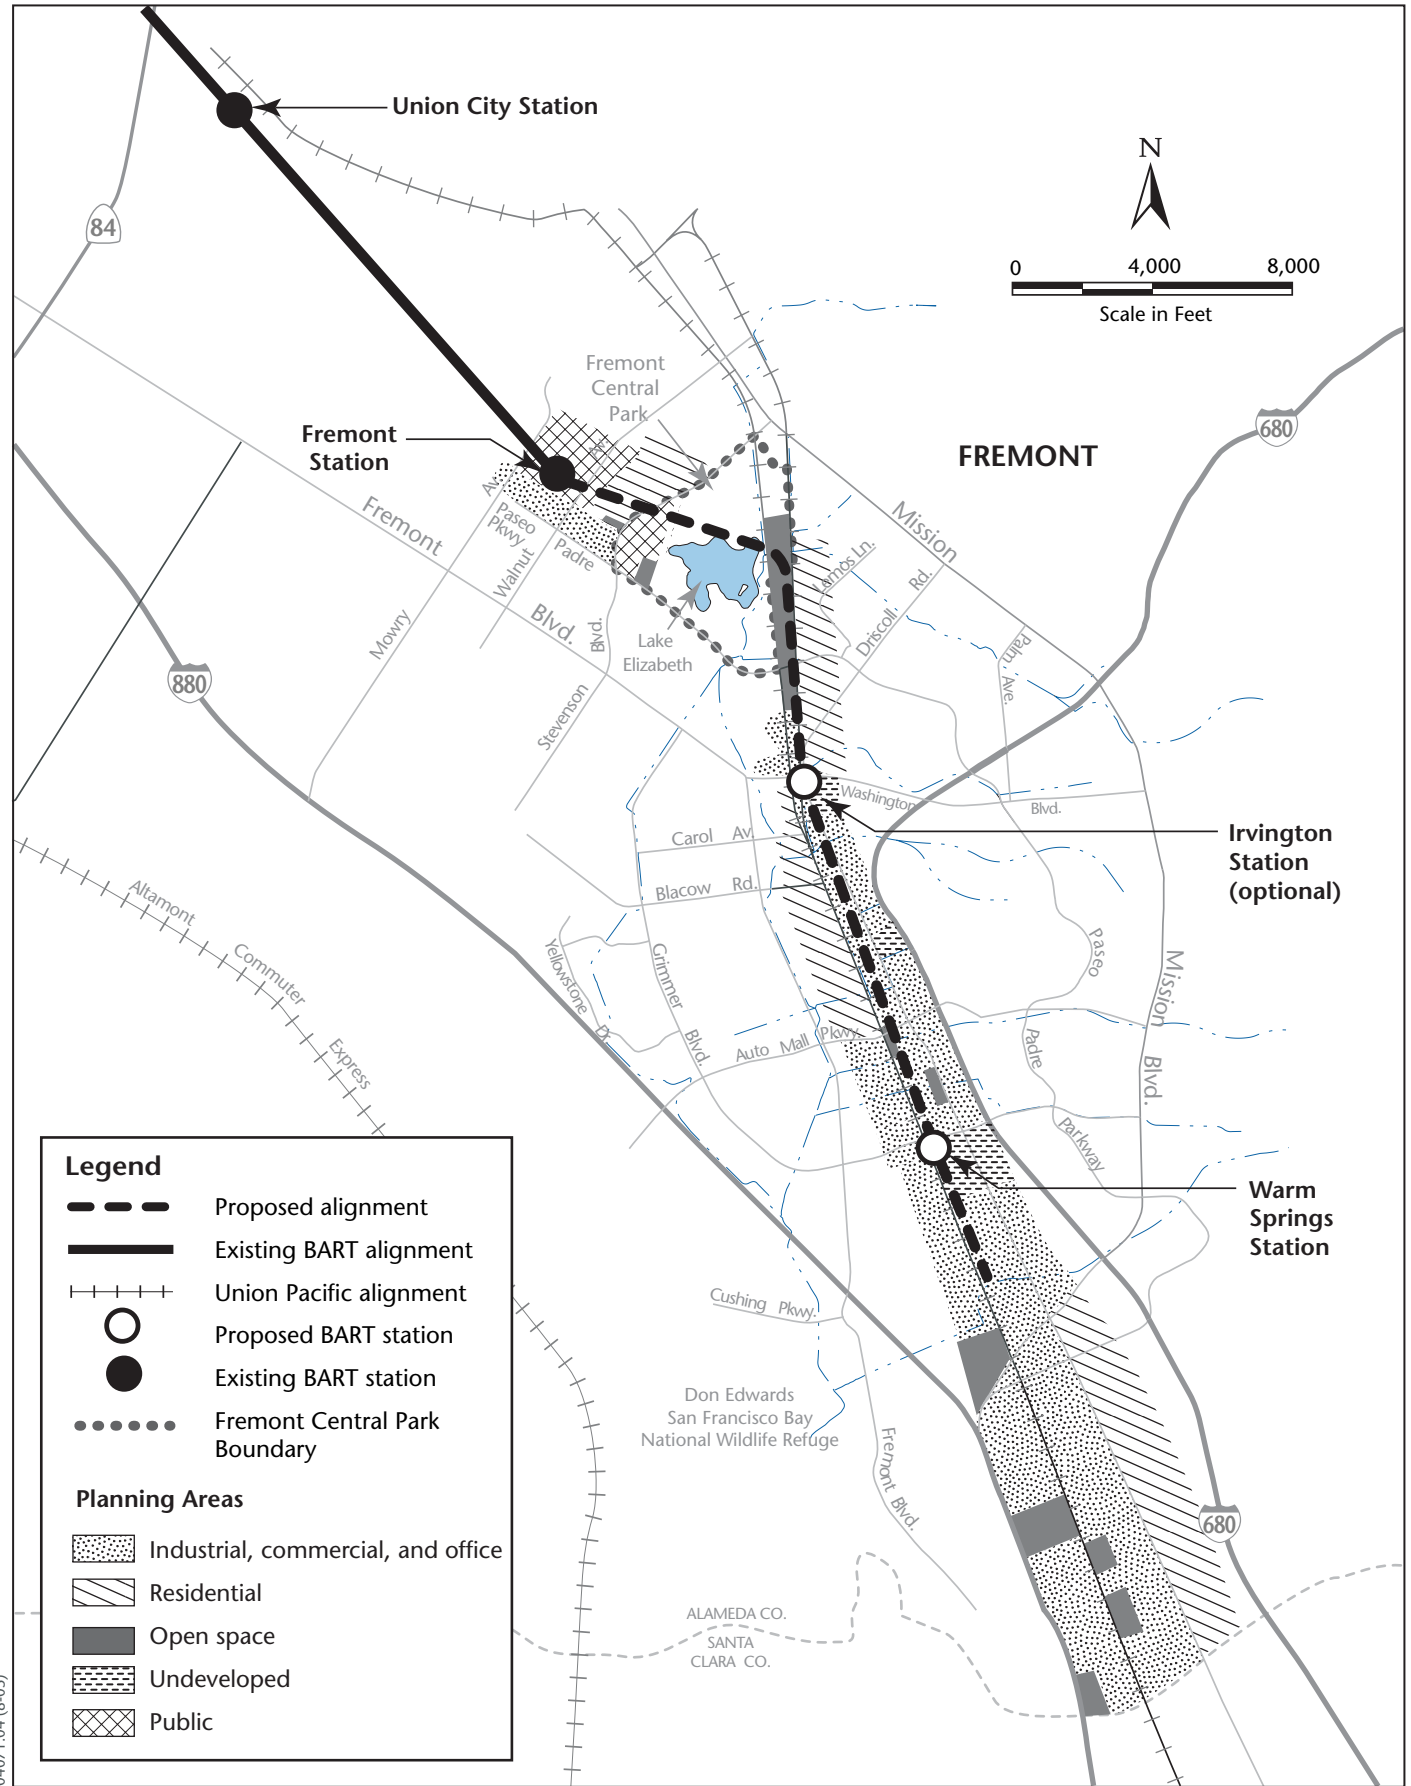 Union City Station
N
84
0 4,000 8,000
Scale in Feet
Fremont
Central
Park
680
Fremont
Station
FREMONT
Av.
Av.
Fremont
Blvd.
Paseo
Pkwy
Padre
Walnut
Mission
Lemos Ln.
Driscoll Rd.
Mowry
Stevenson
Blvd.
Lake
Elizabeth
Palm
Ave.
880
Washington
Blvd.
Carol Av.
Irvington
Station
(optional)
Blacow Rd.
Altamont
Commuter
Express
Yellowstone
Dr.
Grimmer
Blvd.
Paseo
Padre
Parkway
Mission
Blvd.
Auto Mall Pkwy
Warm
Springs
Station
Cushing Pkwy.
Don Edwards
San Francisco Bay
National Wildlife Refuge
Fremont Blvd.
680
ALAMEDA CO.
SANTA
CLARA CO.
Legend
Proposed alignment
Existing BART alignment
Union Pacific alignment
Proposed BART station
Existing BART station
Fremont Central Park
Boundary
Planning Areas
Industrial, commercial, and office
Residential
Open space
Undeveloped
Public